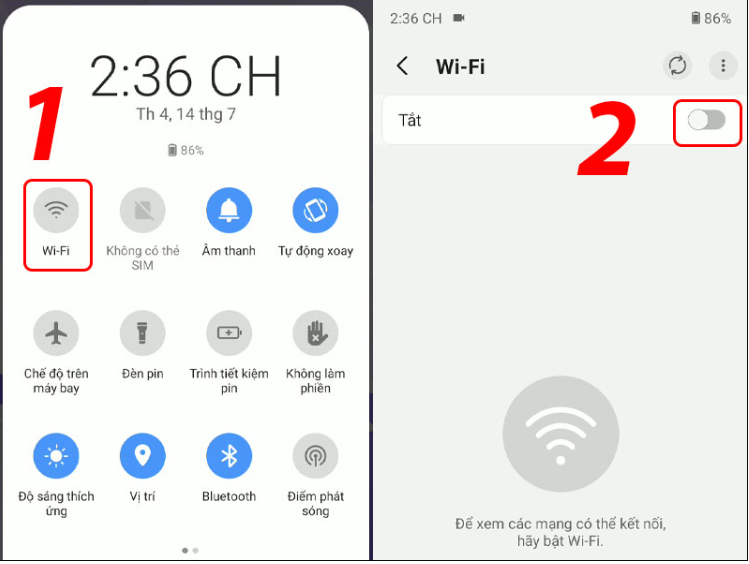 1
2:36 CH
Th 4, 14 thg 7
86%
Wi-Fi
Không có thẻ
SIM
Âm thanh
Tự động xoay
Chế độ trên
máy bay
Đèn pin
Trình tiết kiệm
pin
Không làm
phiền
Độ sáng thích
ứng
Vị trí
Bluetooth
Điểm phát
sóng
2:36 CH
86%
Wi-Fi
Tắt
2
Để xem các mạng có thể kết nối,
hãy bật Wi-Fi.